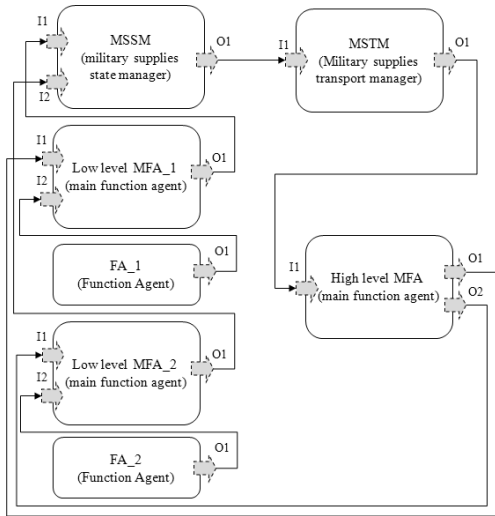 I1
MSSM
(military supplies
state manager)
O1
I2
I1
MSTM
(Military supplies
transport manager)
O1
I1
Low level MFA_1
(main function agent)
O1
I2
FA_1
(Function Agent)
O1
I1
High level MFA
(main function agent)
O1
O2
I1
Low level MFA_2
(main function agent)
O1
I2
FA_2
(Function Agent)
O1